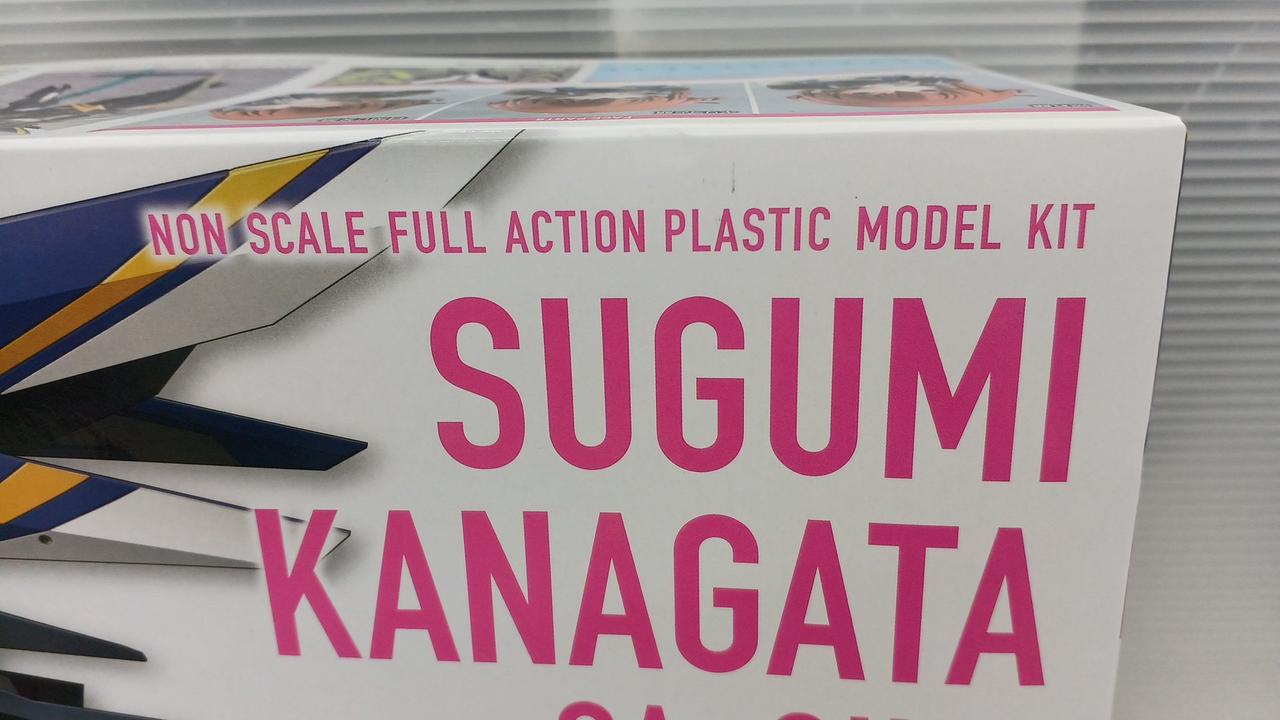 NON SCALE FULL ACTION PLASTIC MODEL KIT
SUGUMI
KANAGATA